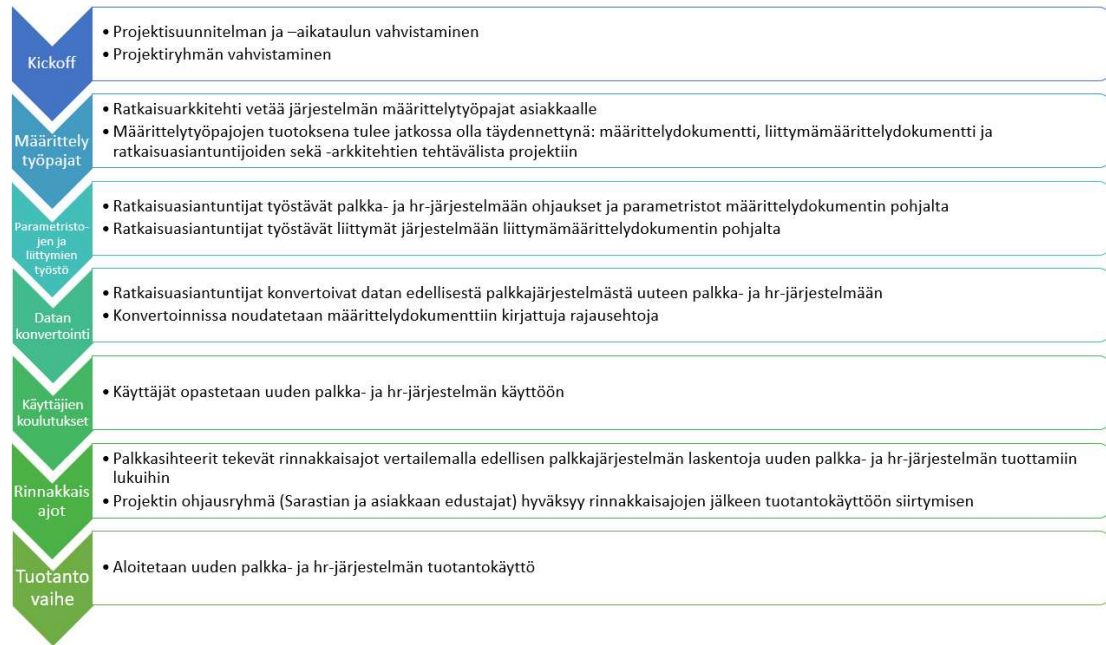 Kickoff
• Projektisuunnitelman ja –aikataulun vahvistaminen
• Projektiryhmän vahvistaminen
Määrittely
työpajat
• Ratkaisuarkkitehti vetää järjestelmän määrittelytyöpajat asiakkaalle
• Määrittelytyöpajojen tuotoksena tulee jatkossa olla täydennettynä: määrittelydokumentti, liittymämäärittelydokumentti ja
ratkaisuasiantuntijoiden sekä -arkkitehtien tehtävälista projektiin
Parametristo-
jen ja
liittymien
työstö
• Ratkaisuasiantuntijat työstävät palkka- ja hr-järjestelmään ohjaukset ja parametristot määrittelydokumentin pohjalta
• Ratkaisuasiantuntijat työstävät liittymät järjestelmään liittymämäärittelydokumentin pohjalta
Datan
konvertointi
• Ratkaisuasiantuntijat konvertoivat datan edellisestä palkkajärjestelmästä uuteen palkka- ja hr-järjestelmään
• Konvertoinnissa noudatetaan määrittelydokumenttiin kirjattuja rajausehtoja
Käyttäjien
koulutukset
• Käyttäjät opastetaan uuden palkka- ja hr-järjestelmän käyttöön
Rinnakkais
ajot
• Palkkasihteerit tekevät rinnakkaisajot vertailemalla edellisen palkkajärjestelmän laskentoja uuden palkka- ja hr-järjestelmän tuottamiin
lukuihin
• Projektin ohjausryhmä (Sarastian ja asiakkaan edustajat) hyväksyy rinnakkaisajojen jälkeen tuotantokäyttöön siirtymisen
Tuotanto
vaihe
• Aloitetaan uuden palkka- ja hr-järjestelmän tuotantokäyttö